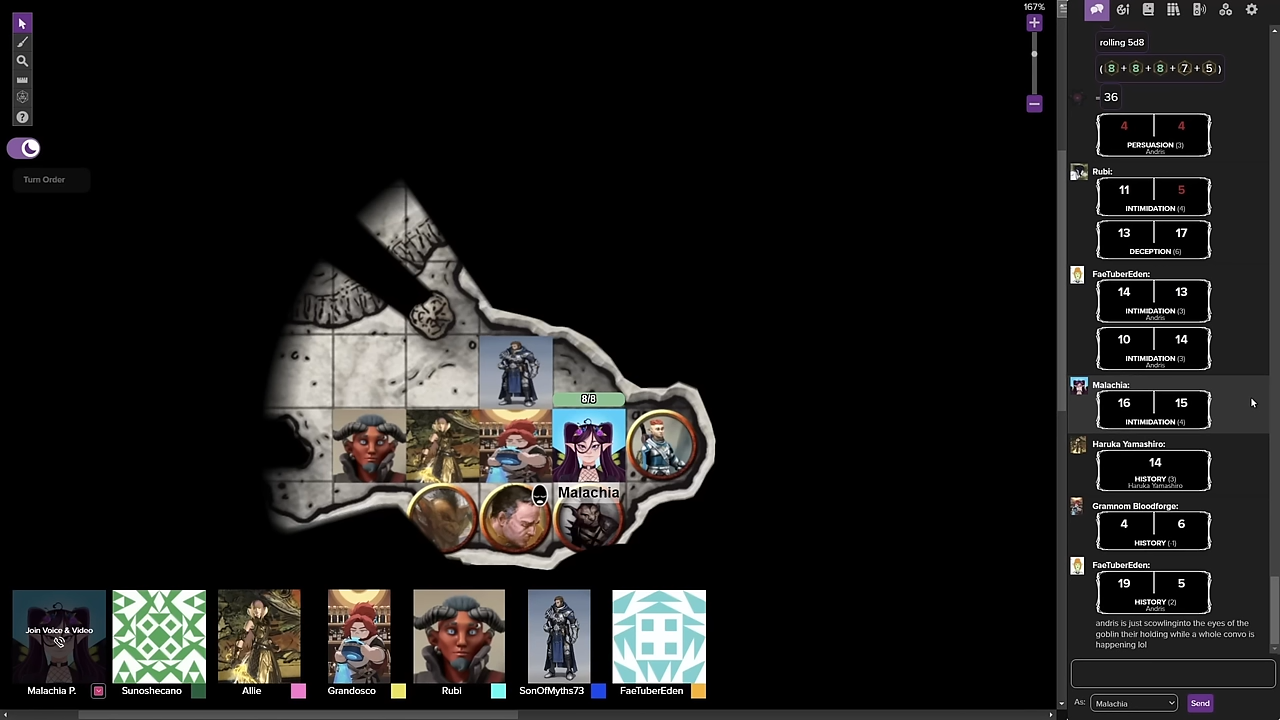 167%
Turn Order
8/8
Malachia
Join Voice & Video
Malachia P.
Sunoshecano
Allie
Grandosco
Rubi
SonOfMyths73
FaeTuberEden
rolling 5d8
(8+8+8+7+5)
= 36
4 4
PERSUASION (3)
Andris
Rubi:
11 5
INTIMIDATION (4)
13 17
DECEPTION (6)
FaeTuberEden:
14 13
INTIMIDATION (3)
Andris
10 14
INTIMIDATION (3)
Andris
Malachia:
16 15
INTIMIDATION (4)
Haruka Yamashiro:
14
HISTORY (3)
Haruka Yamashiro
Gramnom Bloodforge:
4 6
HISTORY (-1)
FaeTuberEden:
19 5
HISTORY (2)
Andris
andris is just scowlinginto the eyes of the
goblin their holding while a whole convo is
happening lol
As: Malachia Send